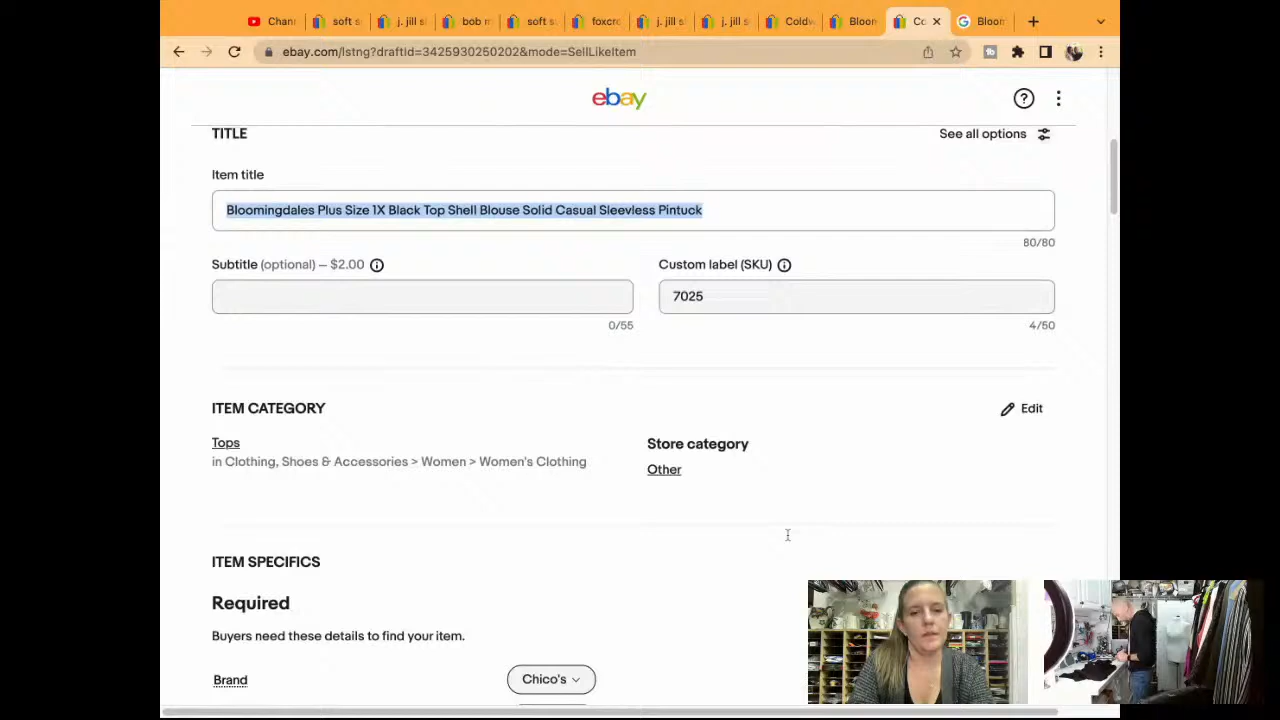 Chan
soft s
j. jill s
bob m
soft s
foxcro
j. jill s
j. jill s
Coldw
Bloon
Co
Bloom
ebay.com/lstng?draftId=3425930250202&mode=SellLikeItem
ebay
TITLE
See all options
Item title
Bloomingdales Plus Size 1X Black Top Shell Blouse Solid Casual Sleevless Pintuck
80/80
Subtitle (optional) – $2.00
Custom label (SKU)
7025
0/55
4/50
ITEM CATEGORY
Edit
Tops
Store category
in Clothing, Shoes & Accessories > Women > Women's Clothing
Other
ITEM SPECIFICS
Required
Buyers need these details to find your item.
Brand
Chico's